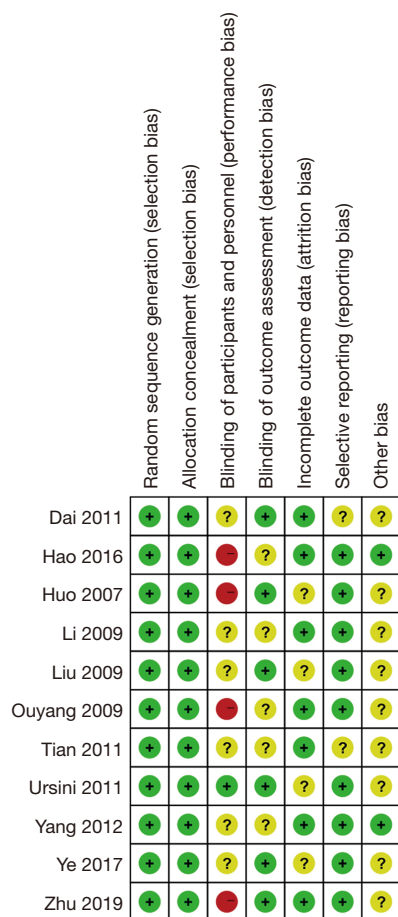 Random sequence generation (selection bias)
Allocation concealment (selection bias)
Blinding of participants and personnel (performance bias)
Blinding of outcome assessment (detection bias)
Incomplete outcome data (attrition bias)
Selective reporting (reporting bias)
Other bias
Dai 2011 + + ? + + ? ?
Hao 2016 + + − ? + + +
Huo 2007 + + − + ? + ?
Li 2009 + + ? ? + + ?
Liu 2009 + + ? + ? + ?
Ouyang 2009 + + − ? + + ?
Tian 2011 + + ? ? + ? ?
Ursini 2011 + + + + ? + ?
Yang 2012 + + ? ? + + +
Ye 2017 + + ? + ? + ?
Zhu 2019 + + − + + + ?